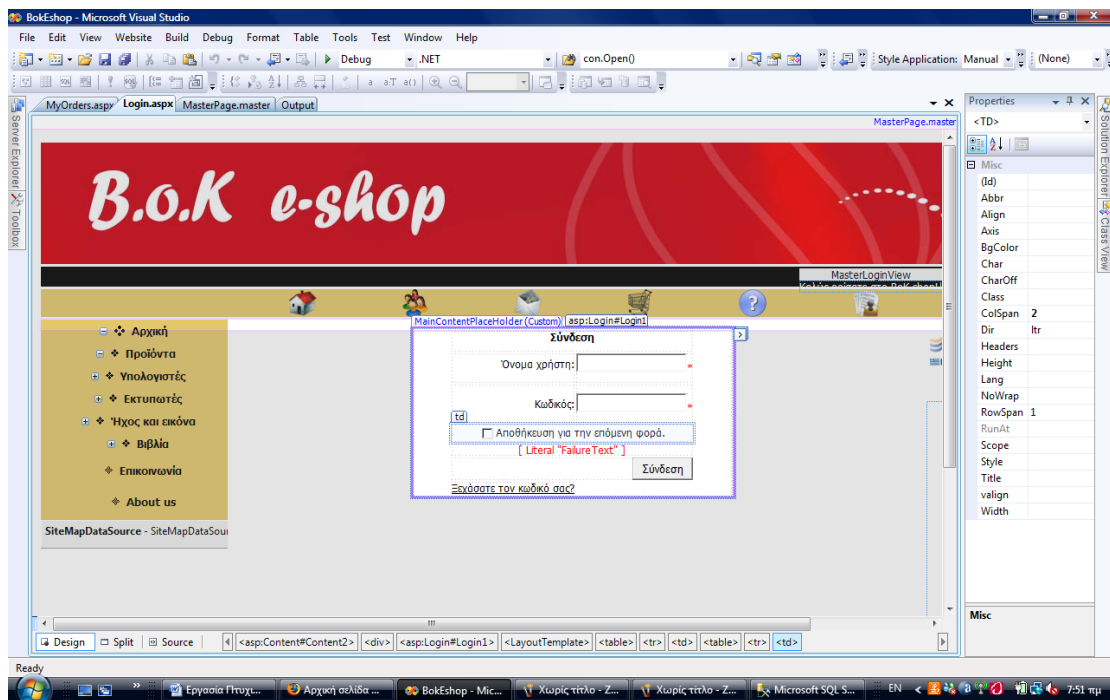 BokEshop - Microsoft Visual Studio
File Edit View Website Build Debug Format Table Tools Test Window Help
Debug .NET con.Open() Style Application: Manual (None)
MyOrders.aspx Login.aspx MasterPage.master Output
MasterPage.master
Server Explorer
Toolbox
B.o.K e-shop
MasterLoginView
Καλώς ορίσατε στο BoK shop!
MainContentPlaceHolder (Custom) asp:Login#Login1
Αρχική
Προϊόντα
Υπολογιστές
Εκτυπωτές
Ήχος και εικόνα
Βιβλία
Επικοινωνία
About us
SiteMapDataSource - SiteMapDataSou
Σύνδεση
Όνομα χρήστη: *
Κωδικός: *
td
Αποθήκευση για την επόμενη φορά.
[ Literal "FailureText" ]
Σύνδεση
Ξεχάσατε τον κωδικό σας?
Properties
<TD>
Misc
(Id)
Abbr
Align
Axis
BgColor
Char
CharOff
Class
ColSpan 2
Dir ltr
Headers
Height
Lang
NoWrap
RowSpan 1
RunAt
Scope
Style
Title
valign
Width
Misc
Solution Explorer
Class View
Design Split Source <asp:Content#Content2> <div> <asp:Login#Login1> <LayoutTemplate> <table> <tr> <td> <table> <tr> <td>
Ready
Εργασία Πτυχι... Αρχική σελίδα ... BokEshop - Mic... Χωρίς τίτλο - Ζ... Χωρίς τίτλο - Ζ... Microsoft SQL S... EN 7:51 πμ